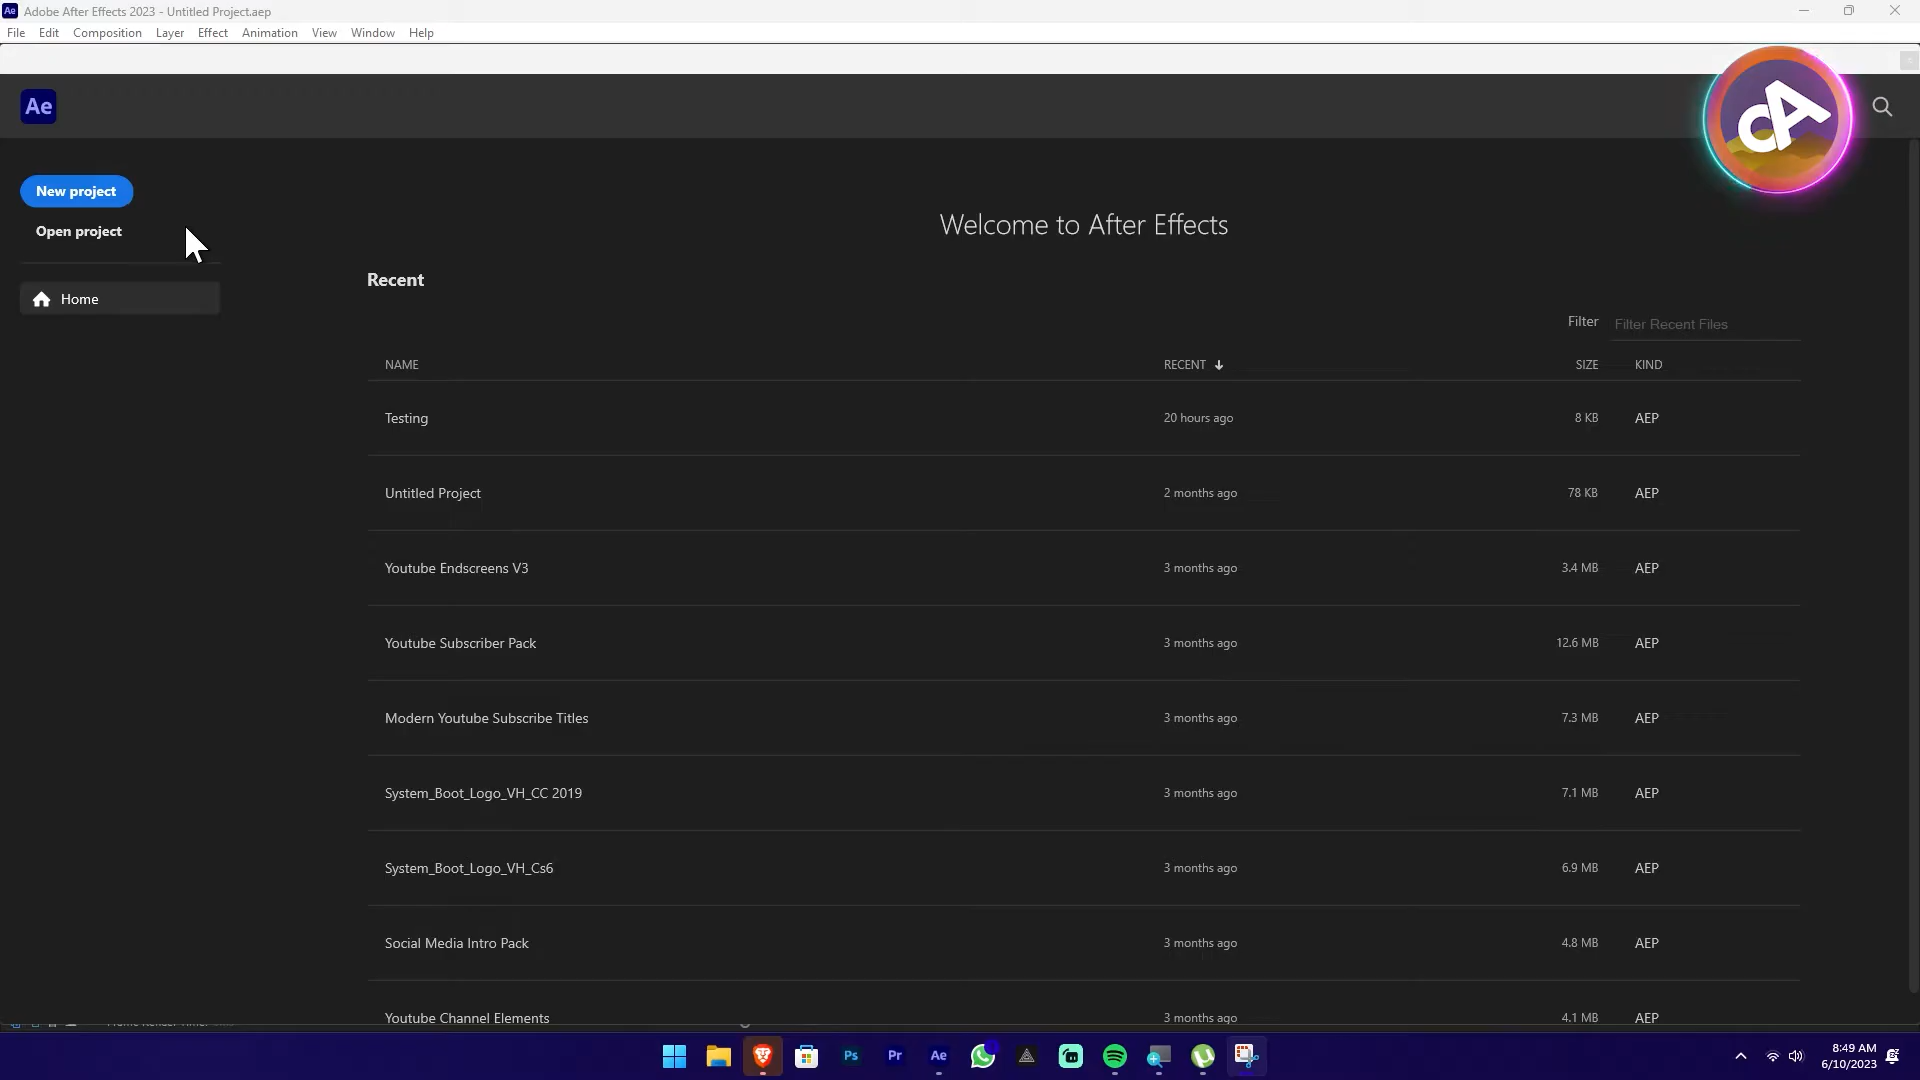 Ae Adobe After Effects 2023 - Untitled Project.aep
File Edit Composition Layer Effect Animation View Window Help
Ae
CA
New project
Open project
Home
Welcome to After Effects
Recent
Filter Filter Recent Files
NAME RECENT SIZE KIND
Testing 20 hours ago 8 KB AEP
Untitled Project 2 months ago 78 KB AEP
Youtube Endscreens V3 3 months ago 3.4 MB AEP
Youtube Subscriber Pack 3 months ago 12.6 MB AEP
Modern Youtube Subscribe Titles 3 months ago 7.3 MB AEP
System_Boot_Logo_VH_CC 2019 3 months ago 7.1 MB AEP
System_Boot_Logo_VH_Cs6 3 months ago 6.9 MB AEP
Social Media Intro Pack 3 months ago 4.8 MB AEP
Youtube Channel Elements 3 months ago 4.1 MB AEP
Ps Pr Ae
8:49 AM
6/10/2023